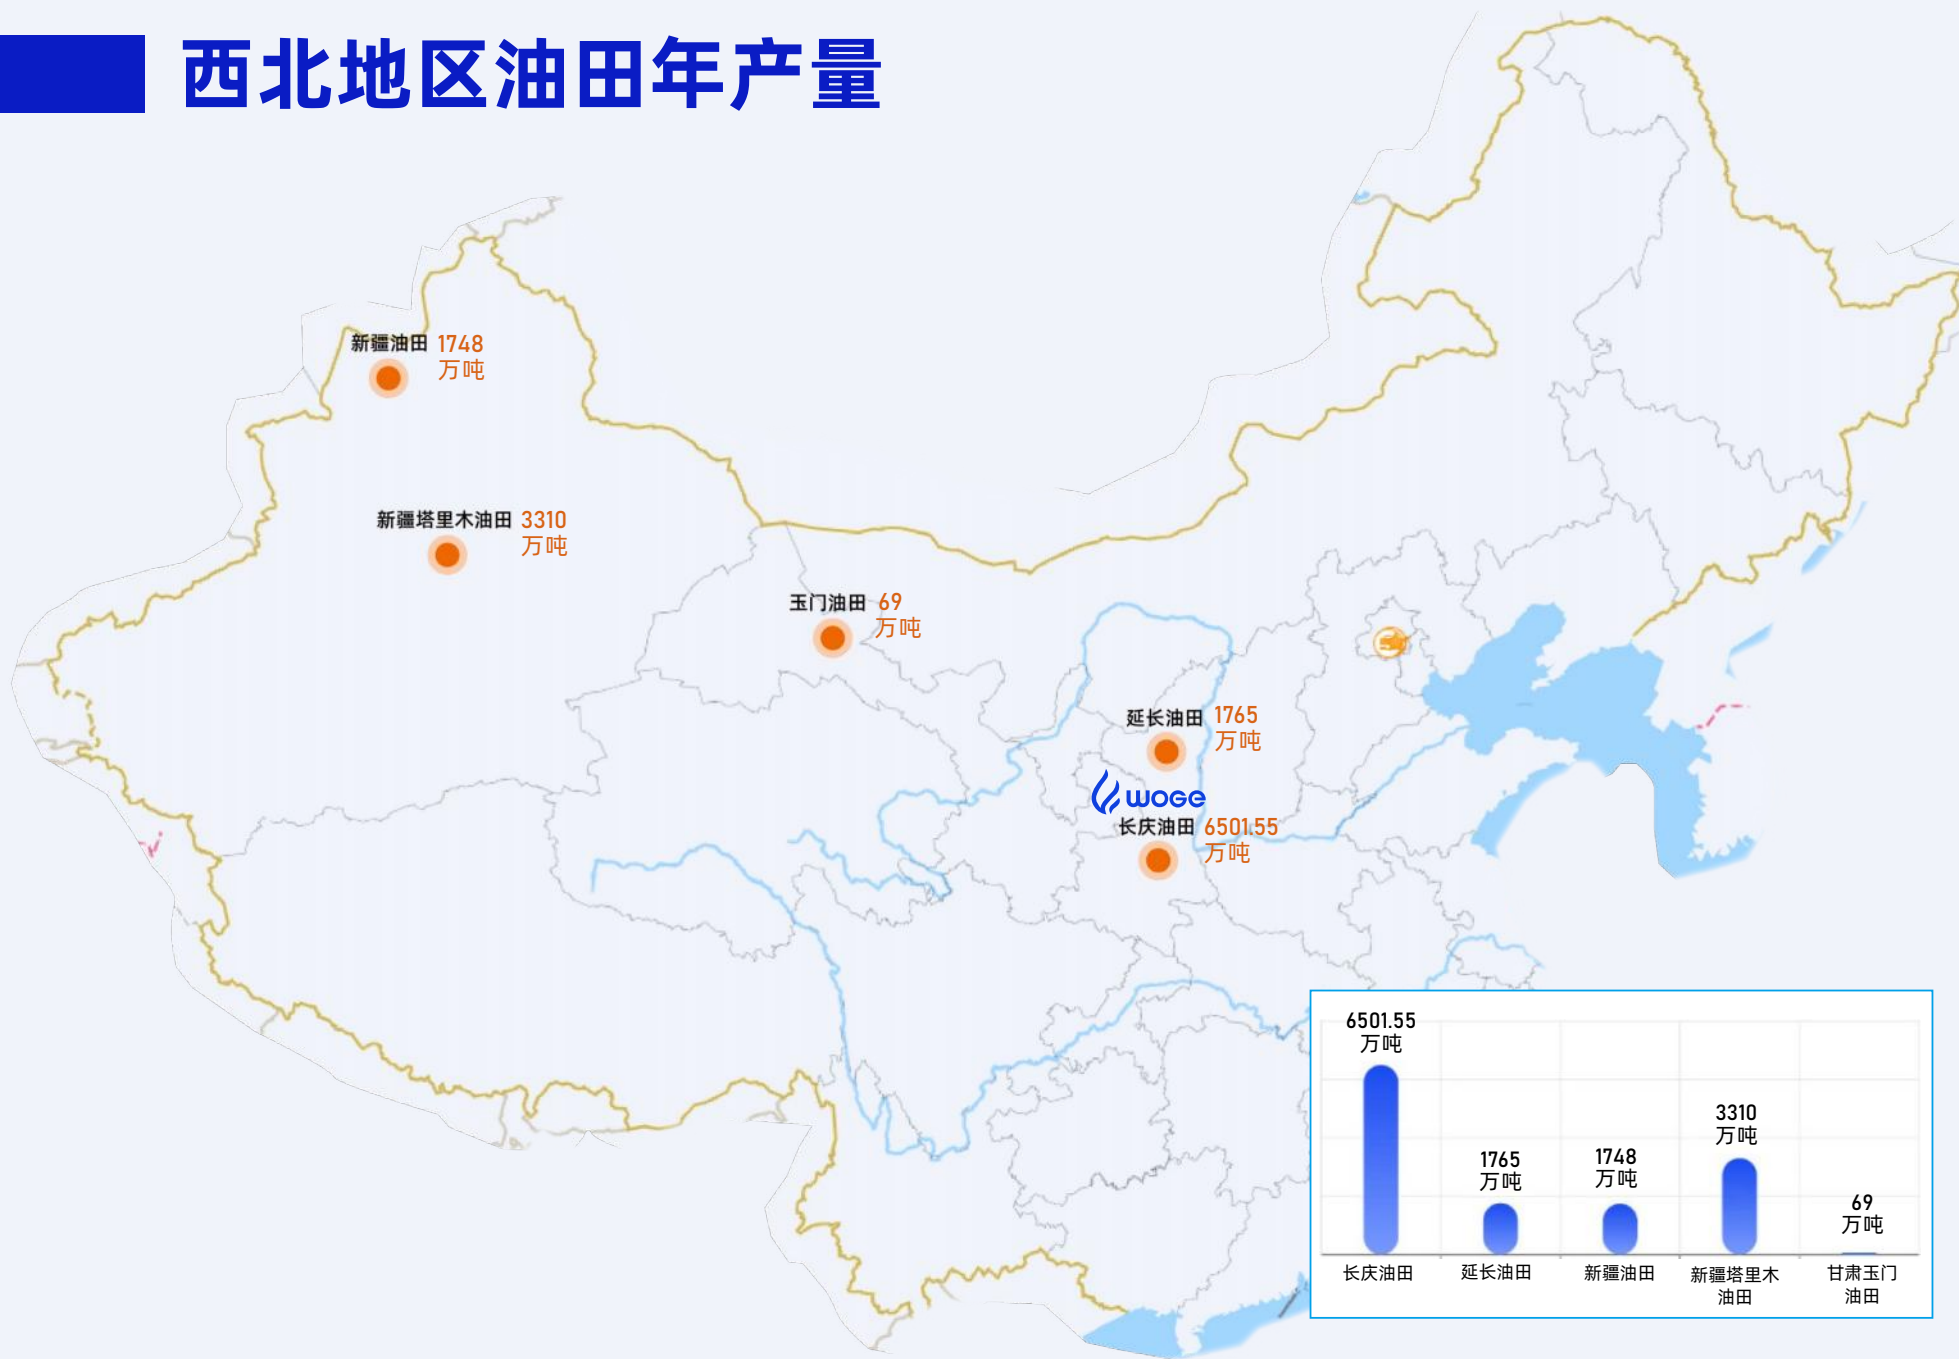 西北地区油田年产量
新疆油田 1748
万吨
新疆塔里木油田 3310
万吨
玉门油田 69
万吨
延长油田 1765
万吨
WOGE
长庆油田 6501.55
万吨
6501.55
万吨
1765
万吨
1748
万吨
3310
万吨
69
万吨
长庆油田
延长油田
新疆油田
新疆塔里木
油田
甘肃玉门
油田